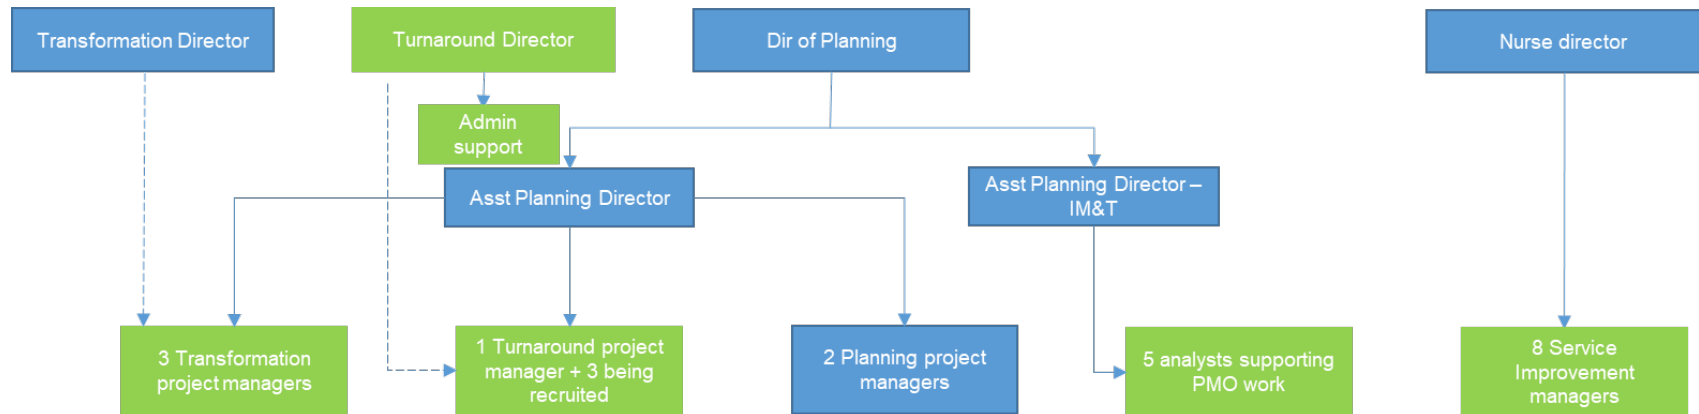 Transformation Director
Turnaround Director
Dir of Planning
Nurse director
Admin
support
Asst Planning Director
Asst Planning Director –
IM&T
3 Transformation
project managers
1 Turnaround project
manager + 3 being
recruited
2 Planning project
managers
5 analysts supporting
PMO work
8 Service
Improvement
managers